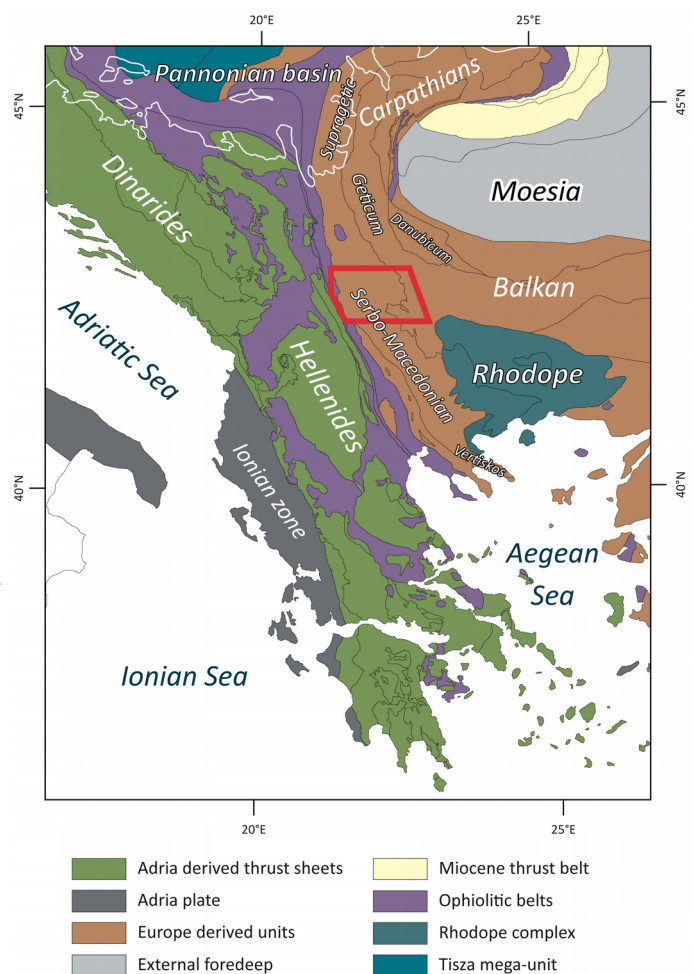 20°E
25°E
45°N
45°N
Pannonian basin
Carpathians
Supragetic
Dinarides
Geticum
Moesia
Danubicum
Balkan
Serbo-Macedonian
Adriatic Sea
Hellenides
Rhodope
Ionian zone
Vertiskos
40°N
40°N
Aegean
Sea
Ionian Sea
20°E
25°E
Adria derived thrust sheets
Adria plate
Europe derived units
External foredeep
Miocene thrust belt
Ophiolitic belts
Rhodope complex
Tisza mega-unit